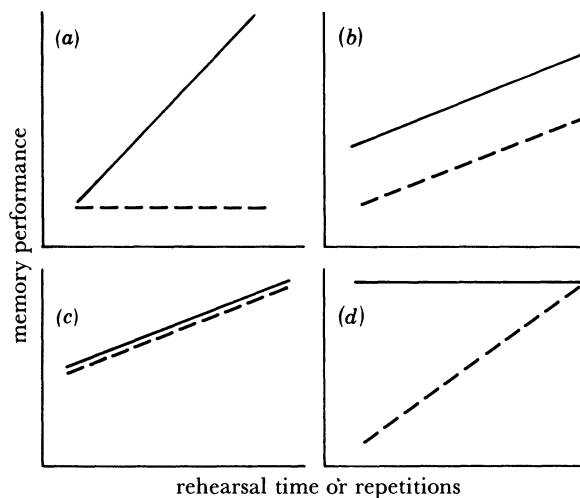 (a)
(b)
memory performance
(c)
(d)
rehearsal time or repetitions